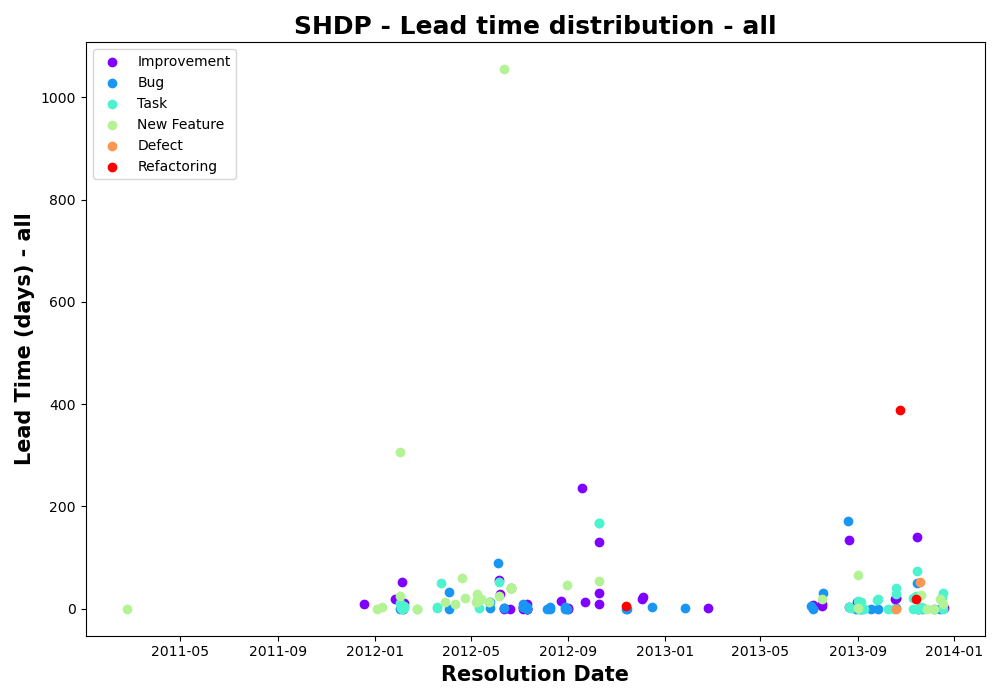 SHDP - Lead time distribution - all
Improvement
Bug
Task
New Feature
Defect
Refactoring
Lead Time (days) - all
1000
800
600
400
200
0
2011-05 2011-09 2012-01 2012-05 2012-09 2013-01 2013-05 2013-09 2014-01
Resolution Date